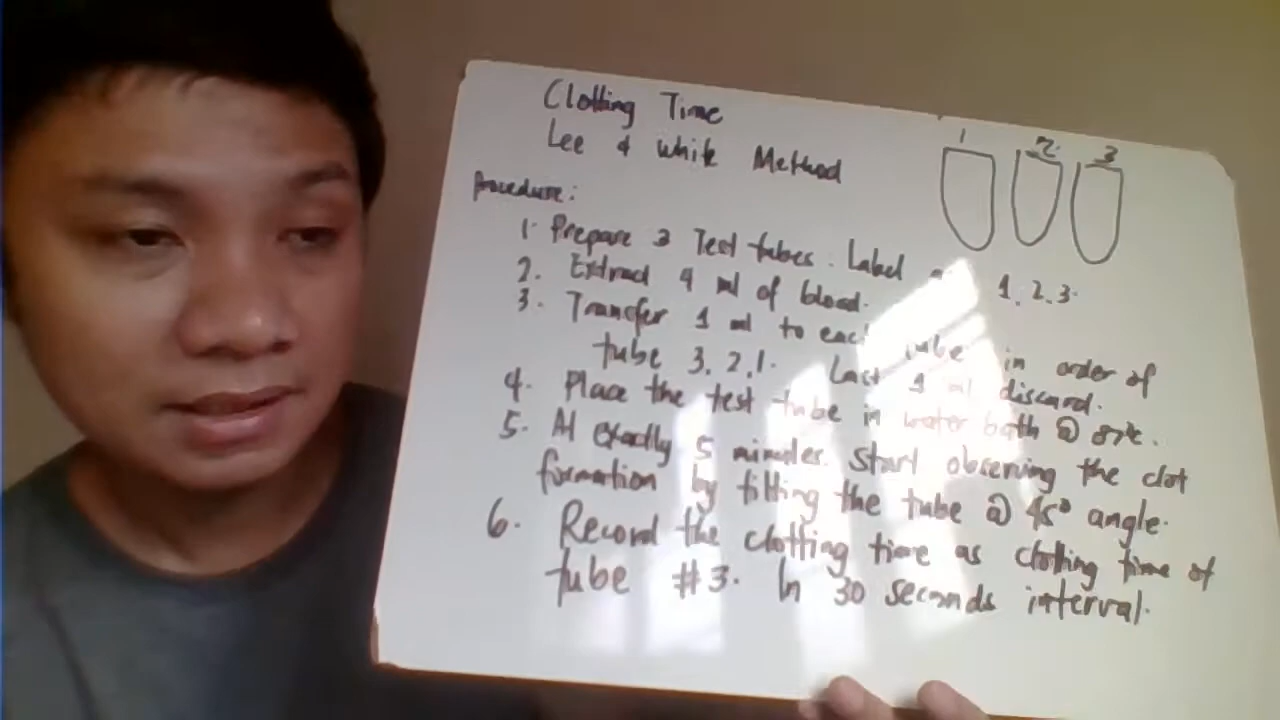 Clotting Time
Lee & White Method
1 2 3
Procedure:
1. Prepare 3 Test tubes. Label 1, 2, 3.
2. Extract 4 ml of blood.
3. Transfer 1 ml to each tube in order of
tube 3, 2, 1. Last 1 ml discard.
4. Place the test tube in water bath @
5. At exactly 5 minutes. Start observing the clot
formation by tilting the tube @ 45° angle.
6. Record the clotting time as clotting time of
tube #3. In 30 seconds interval.